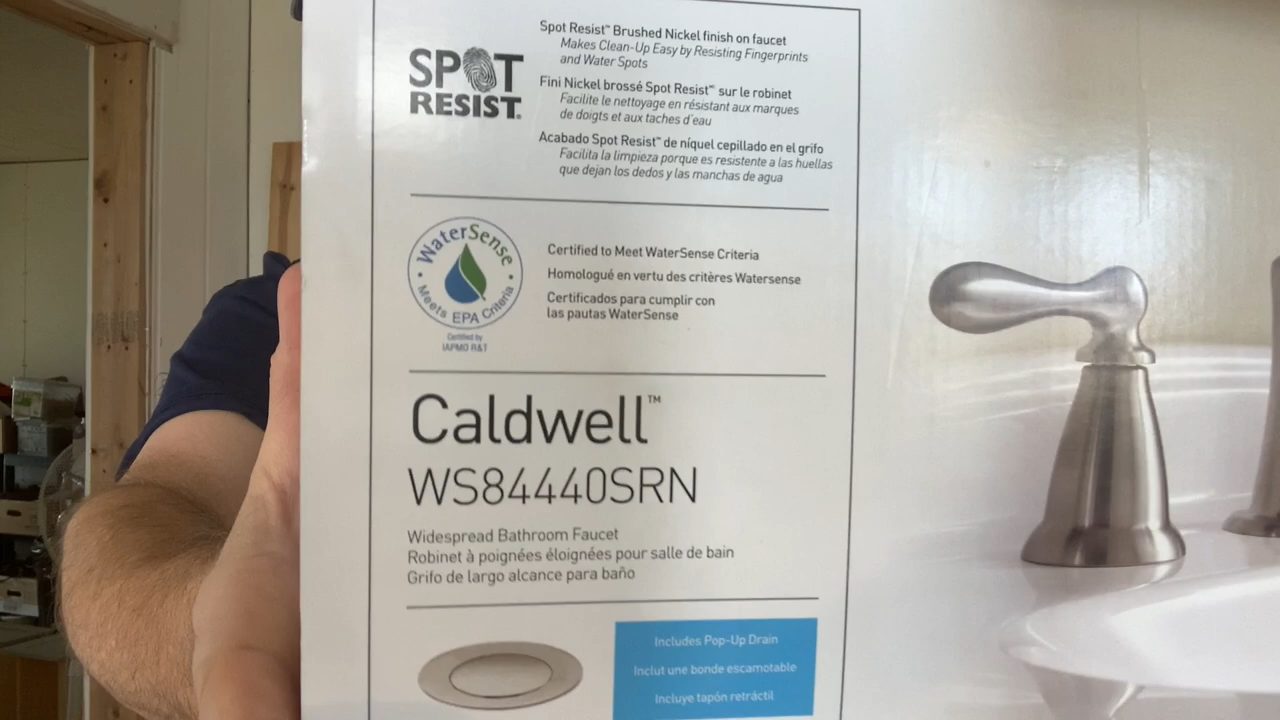 SPOT
RESIST.
Spot Resist™ Brushed Nickel finish on faucet
Makes Clean-Up Easy by Resisting Fingerprints
and Water Spots
Fini Nickel brossé Spot Resist™ sur le robinet
Facilite le nettoyage en résistant aux marques
de doigts et aux taches d'eau
Acabado Spot Resist™ de níquel cepillado en el grifo
Facilita la limpieza porque es resistente a las huellas
que dejan los dedos y las manchas de agua
WaterSense
Meets EPA Criteria
Certified by
IAPMO R&T
Certified to Meet WaterSense Criteria
Homologué en vertu des critères Watersense
Certificados para cumplir con
las pautas WaterSense
Caldwell™
WS84440SRN
Widespread Bathroom Faucet
Robinet à poignées éloignées pour salle de bain
Grifo de largo alcance para baño
Includes Pop-Up Drain
Inclut une bonde escamotable
Incluye tapón retráctil